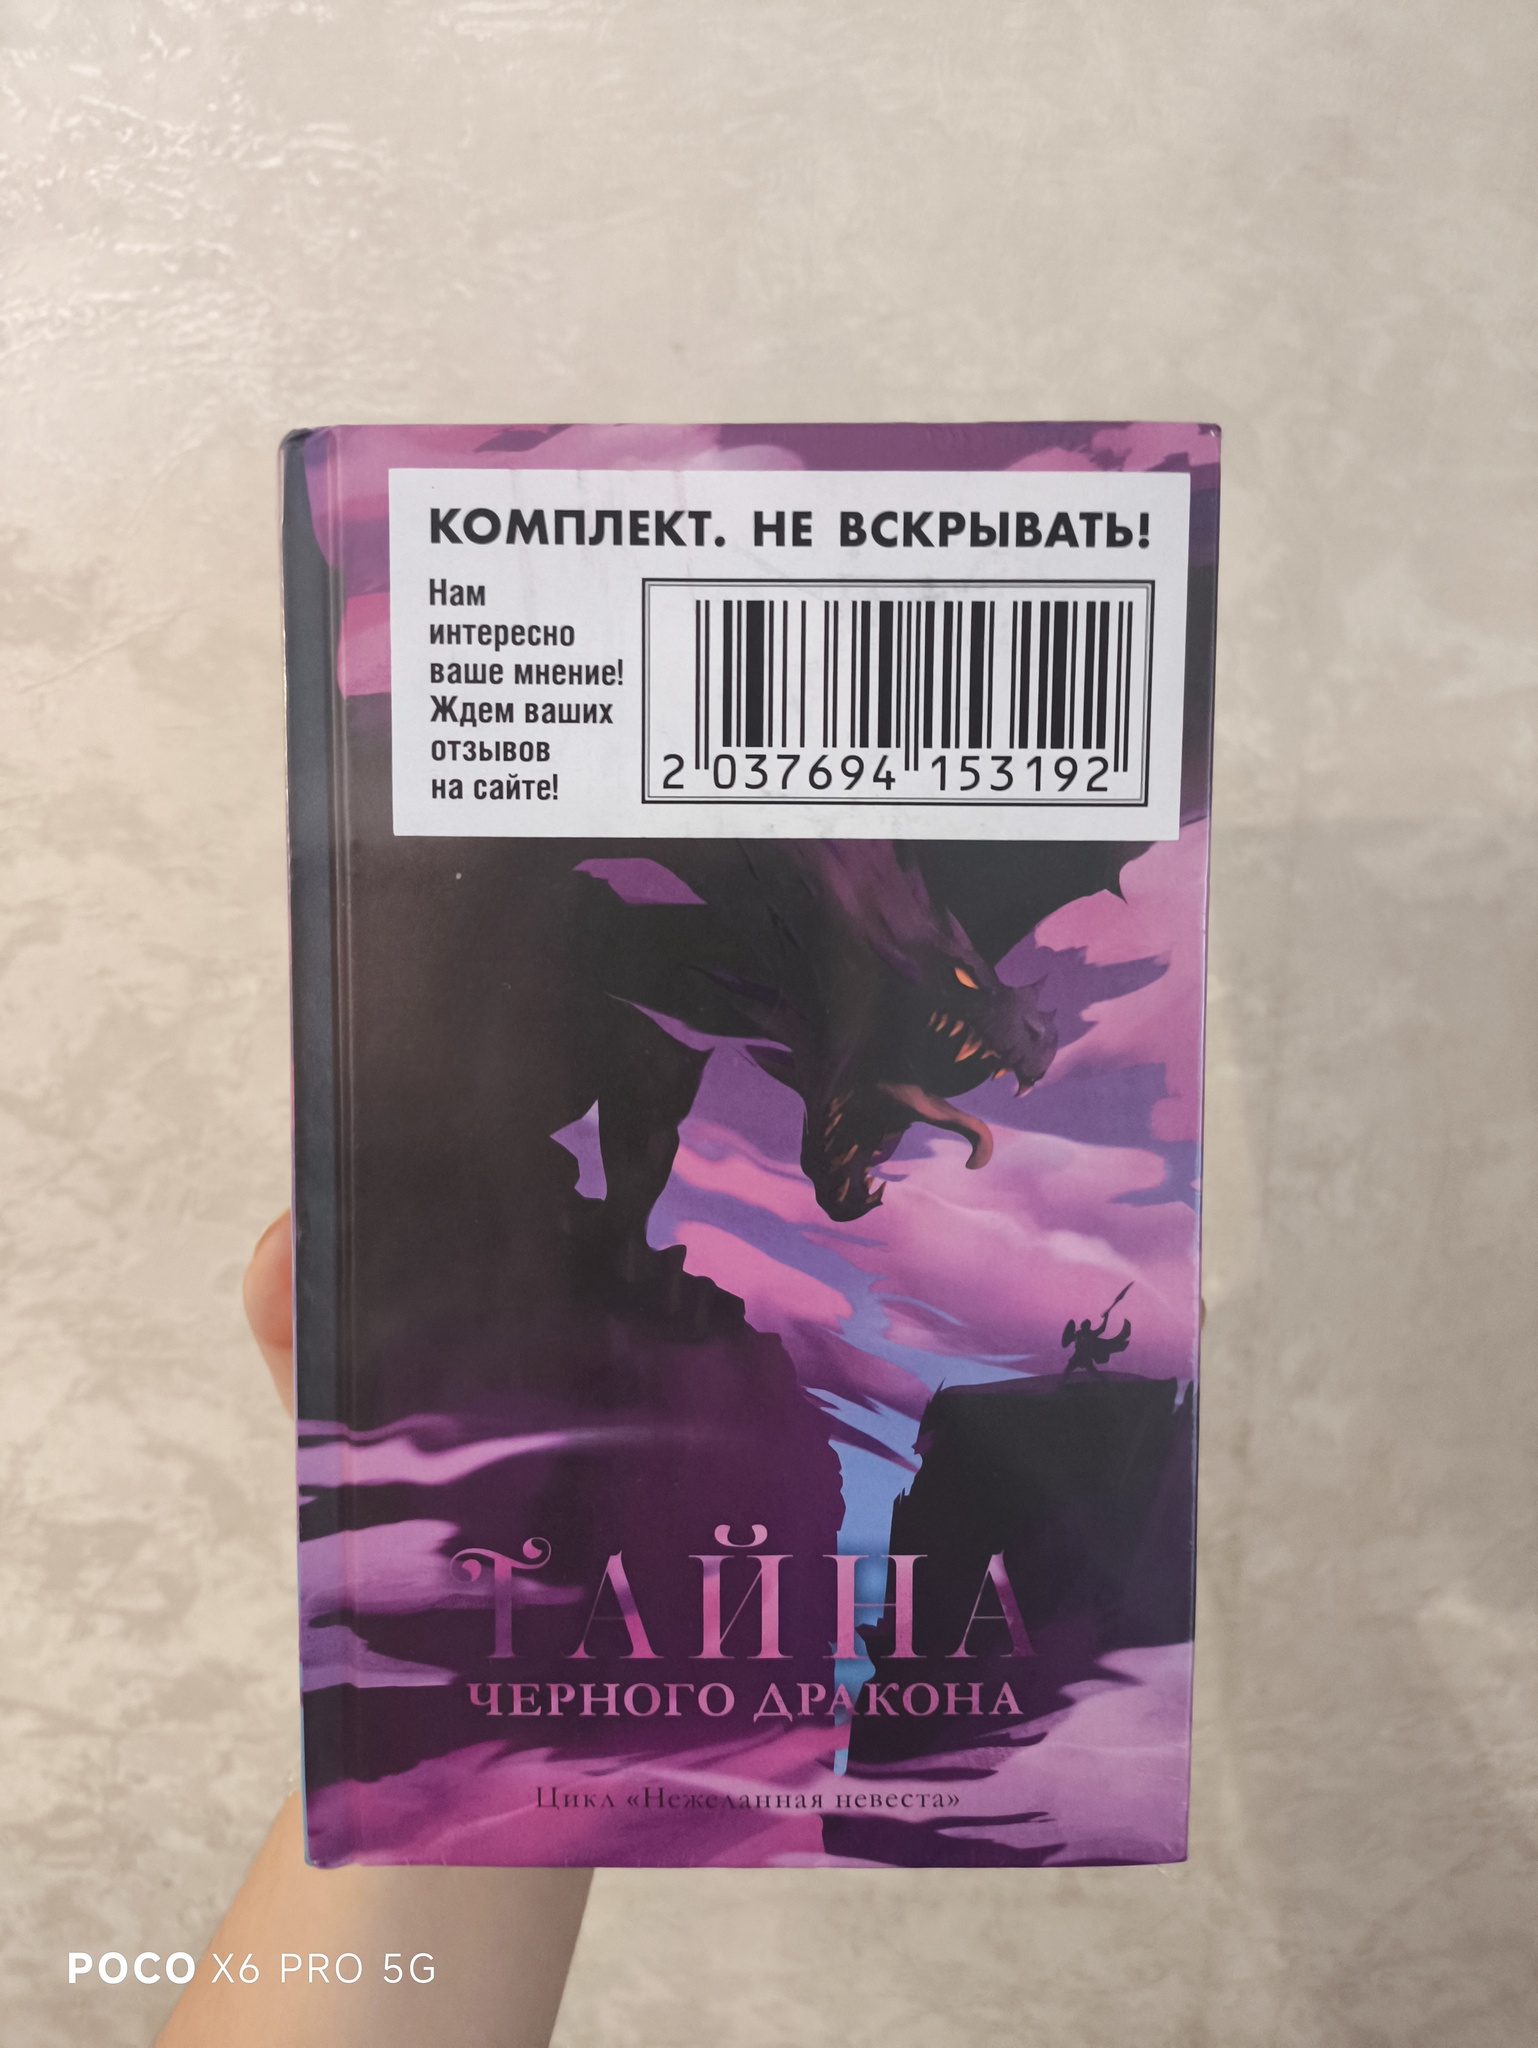 КОМПЛЕКТ. НЕ ВСКРЫВАТЬ!
Нам
интересно
ваше мнение!
Ждем ваших
отзывов
на сайте!
2 037694 153192
ТАЙНА
ЧЕРНОГО ДРАКОНА
Цикл «Нежеланная невеста»
POCO X6 PRO 5G